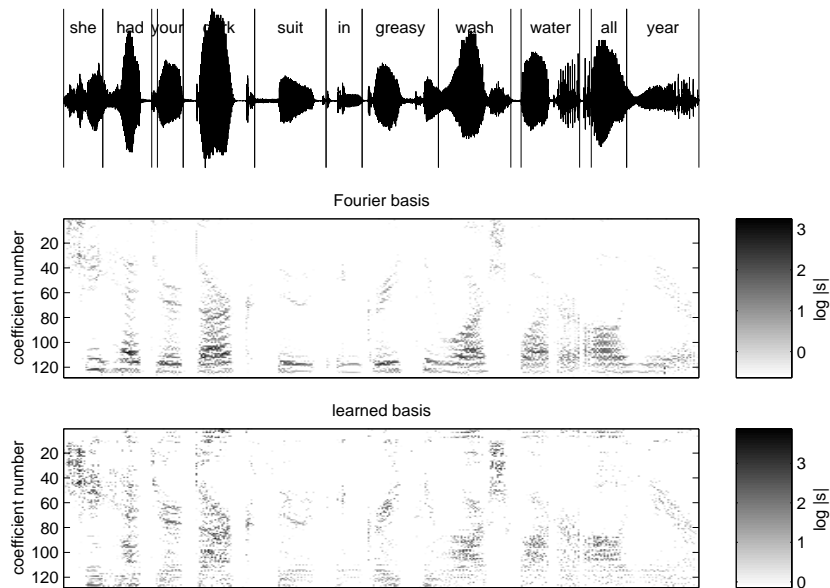 she had your suit in greasy wash water all year
Fourier basis
coefficient number
20
40
60
80
100
120
3
2
1
0
log |s|
learned basis
coefficient number
20
40
60
80
100
120
3
2
1
0
log |s|